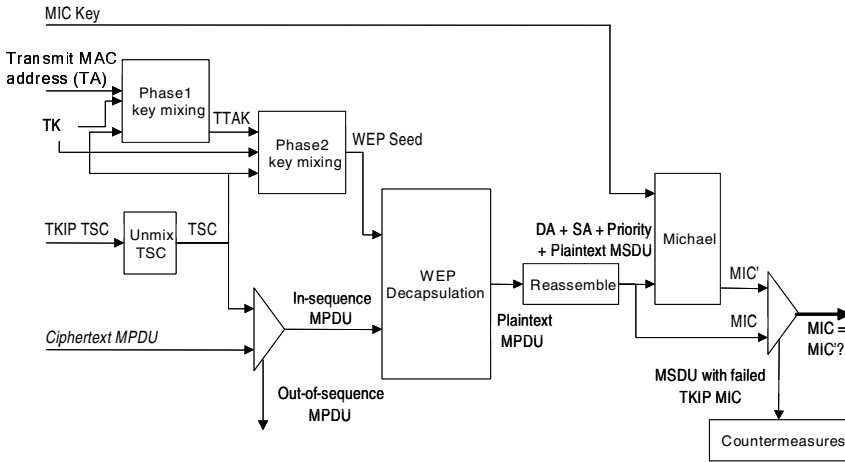 MIC Key
Transmit MAC
address (TA)
Phase1
key mixing
TK
TTAK
Phase2
key mixing
WEP Seed
TKIP TSC
Unmix
TSC
TSC
DA + SA + Priority
+ Plaintext MSDU
Michael
WEP
Decapsulation
Reassemble
MIC'
In-sequence
MPDU
Plaintext
MPDU
MIC
MIC =
MIC'?
Ciphertext MPDU
Out-of-sequence
MPDU
MSDU with failed
TKIP MIC
Countermeasures